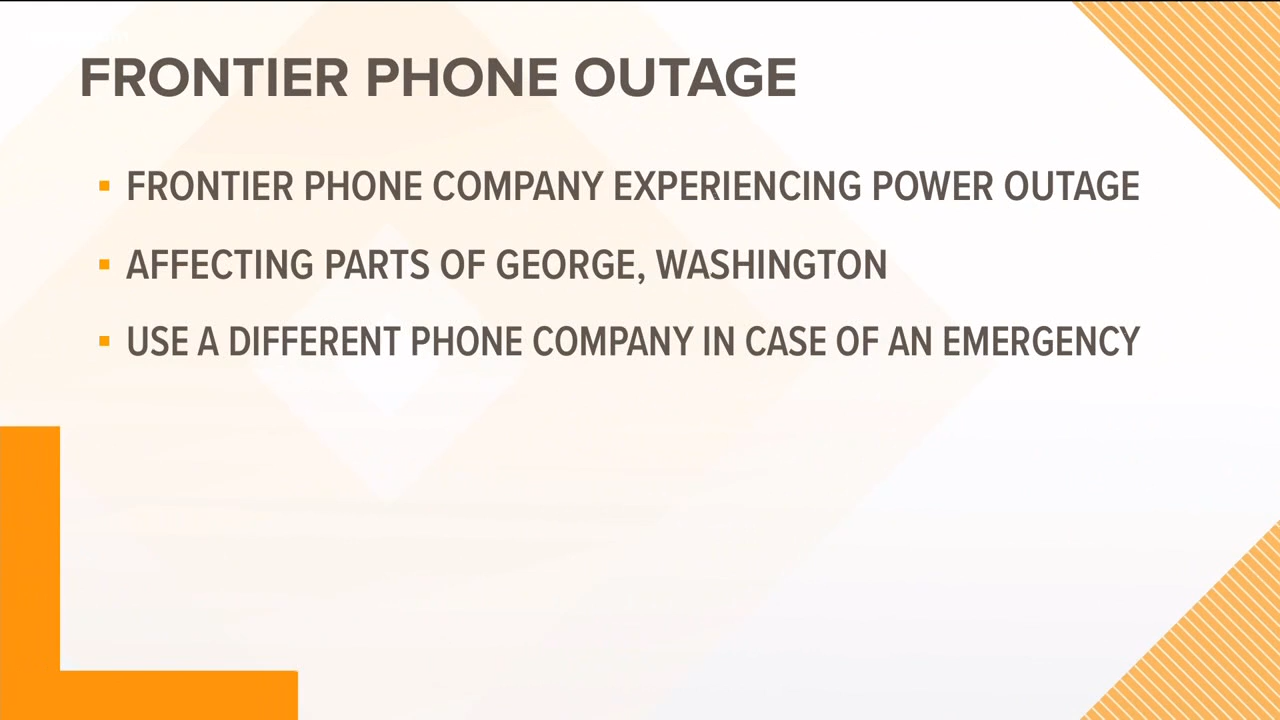 FRONTIER PHONE OUTAGE
FRONTIER PHONE COMPANY EXPERIENCING POWER OUTAGE
AFFECTING PARTS OF GEORGE, WASHINGTON
USE A DIFFERENT PHONE COMPANY IN CASE OF AN EMERGENCY